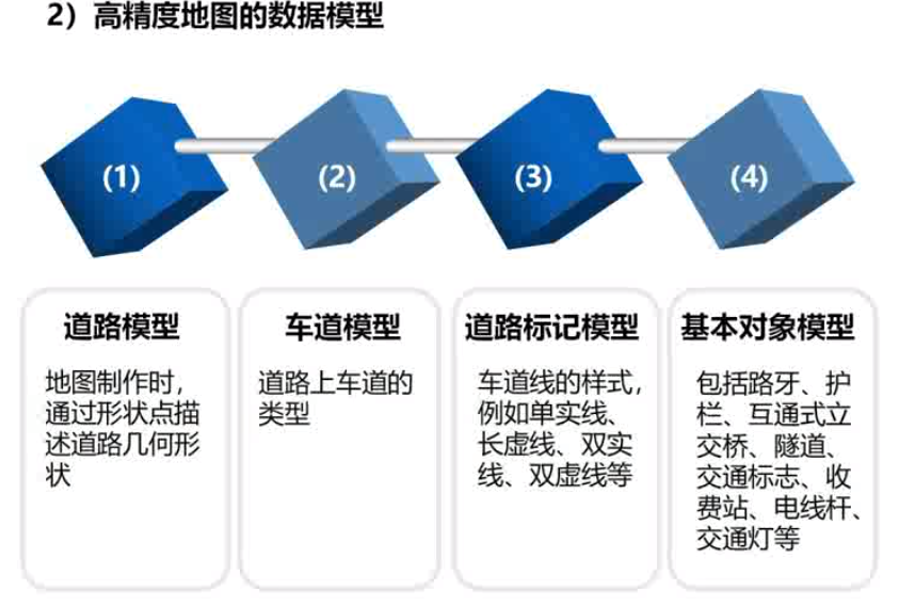 2）高精度地图的数据模型
(1)
(2)
(3)
(4)
道路模型
地图制作时，
通过形状点描
述道路几何形
状
车道模型
道路上车道的
类型
道路标记模型
车道线的样式，
例如单实线、
长虚线、双实
线、双虚线等
基本对象模型
包括路牙、护
栏、互通式立
交桥、隧道、
交通标志、收
费站、电线杆、
交通灯等